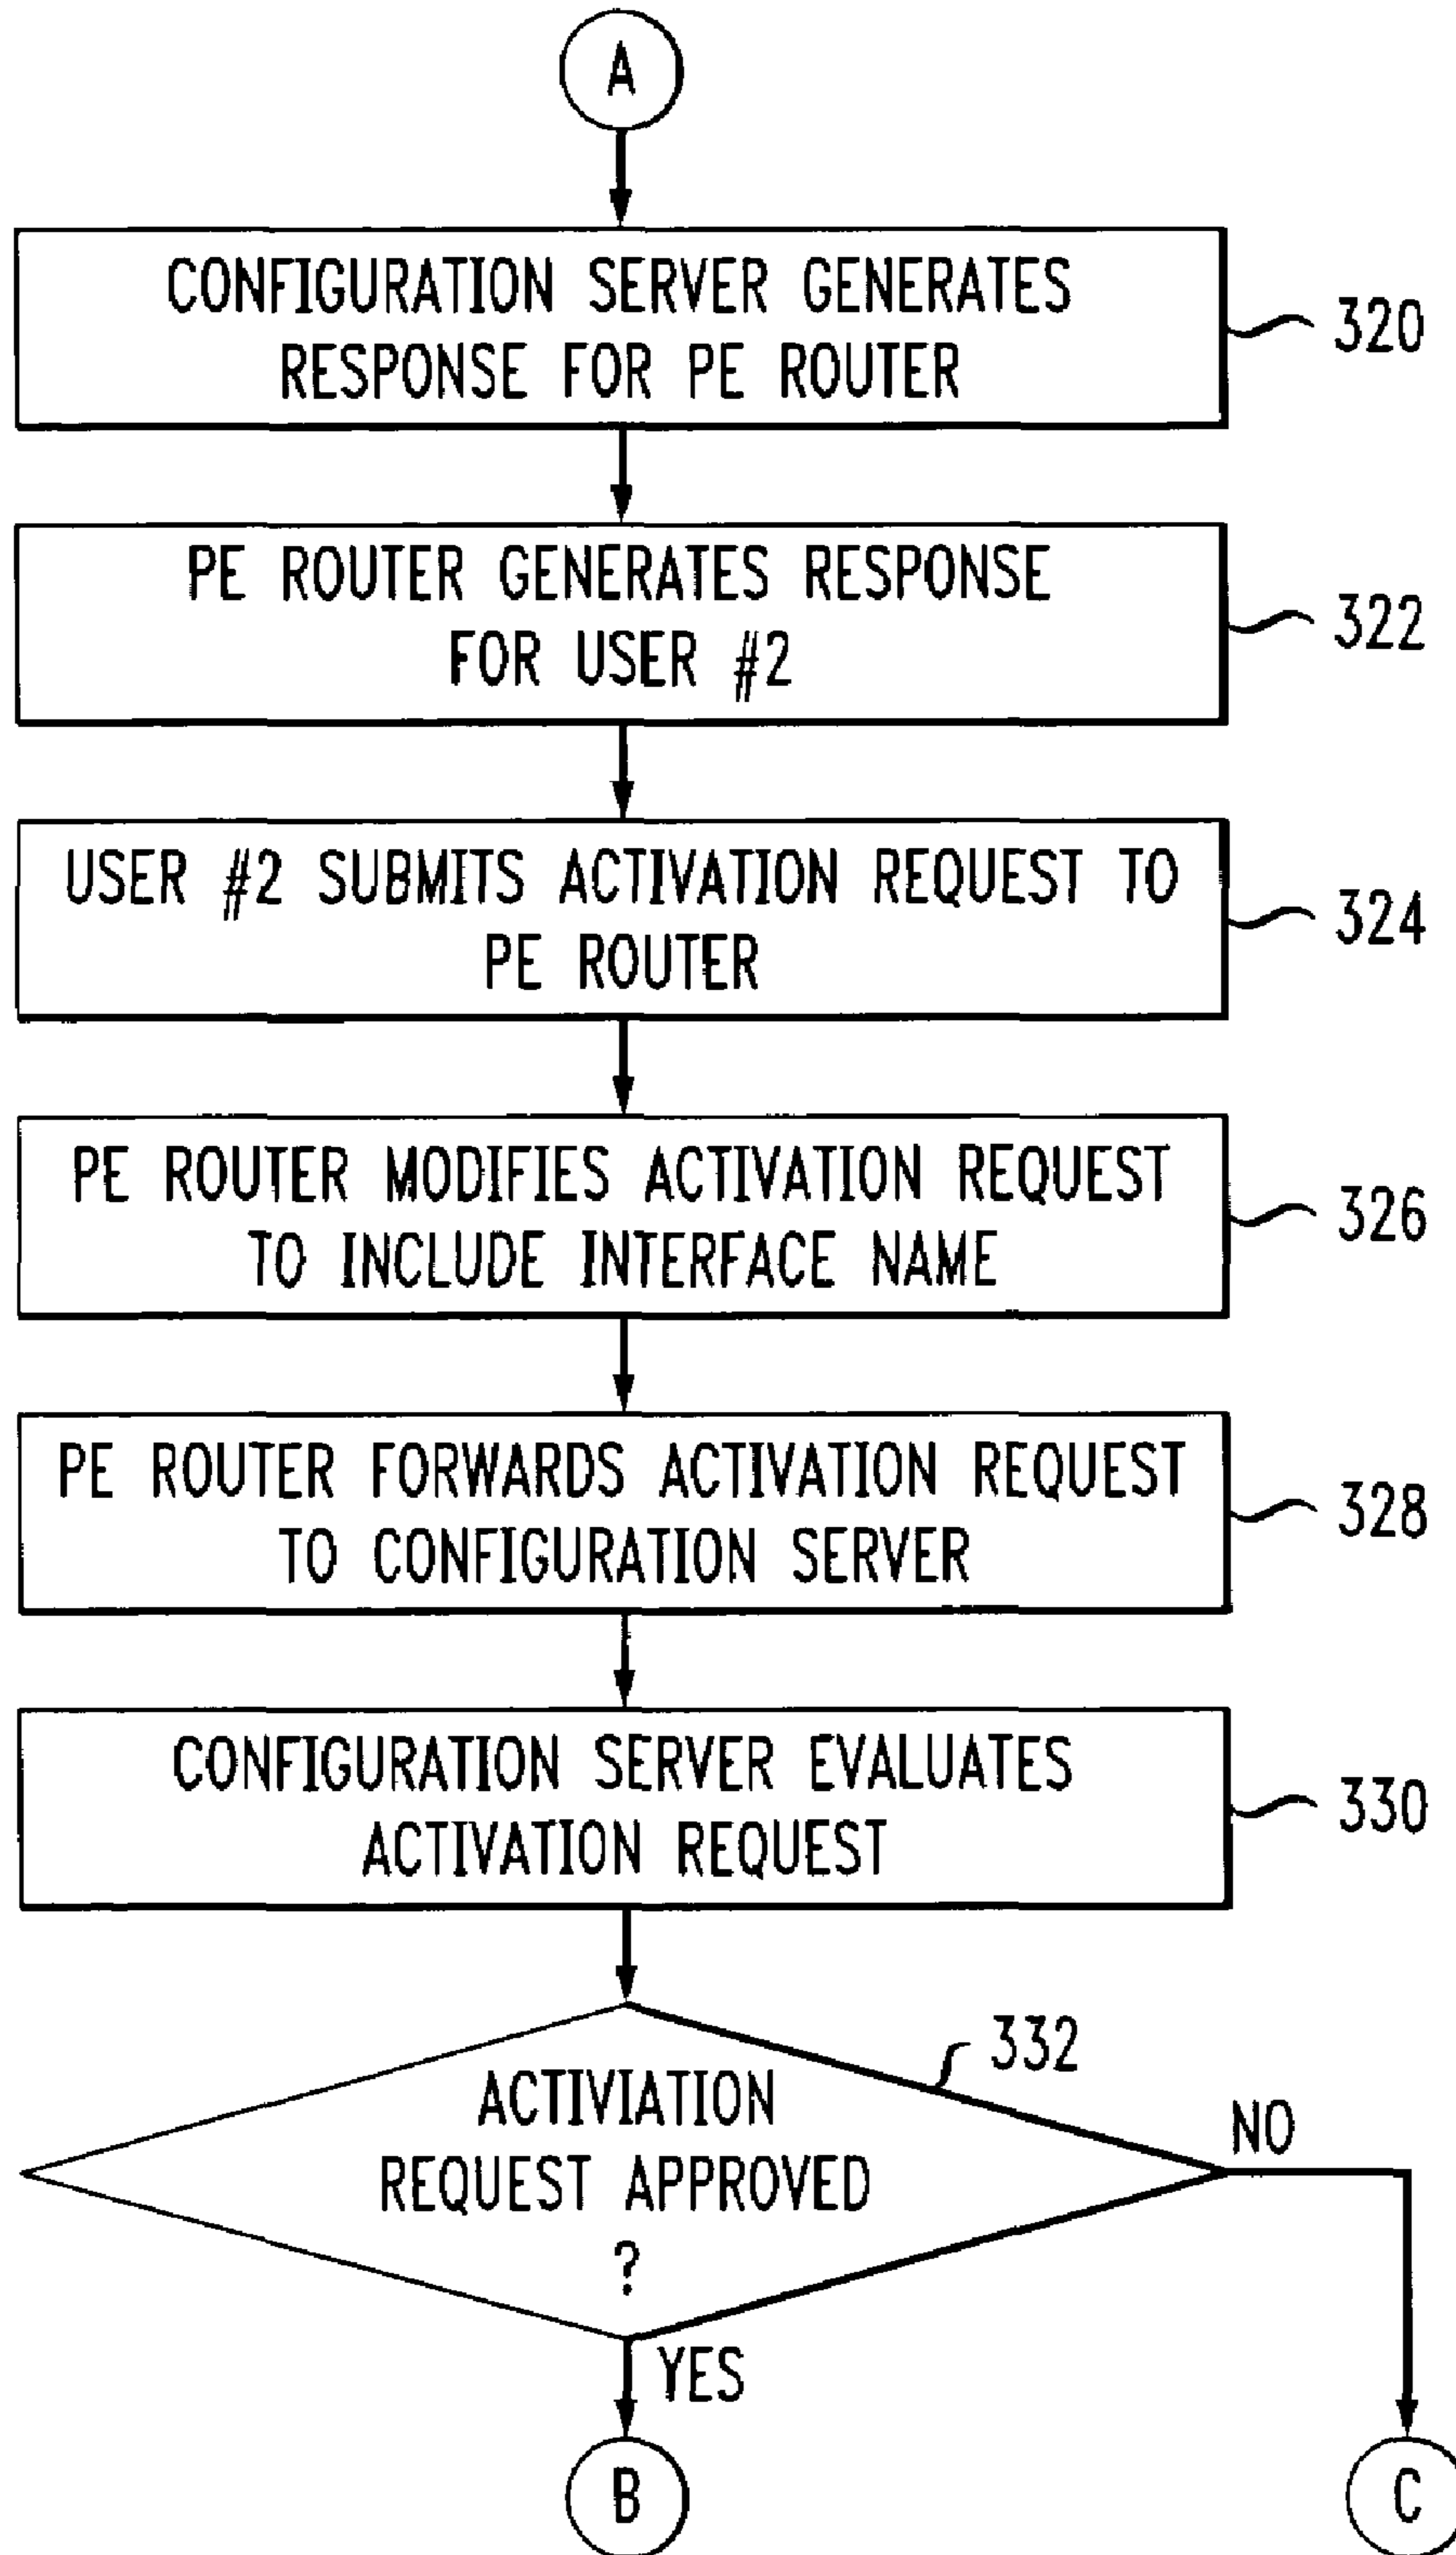 A
CONFIGURATION SERVER GENERATES
RESPONSE FOR PE ROUTER
320
PE ROUTER GENERATES RESPONSE
FOR USER #2
322
USER #2 SUBMITS ACTIVATION REQUEST TO
PE ROUTER
324
PE ROUTER MODIFIES ACTIVATION REQUEST
TO INCLUDE INTERFACE NAME
326
PE ROUTER FORWARDS ACTIVATION REQUEST
TO CONFIGURATION SERVER
328
CONFIGURATION SERVER EVALUATES
ACTIVATION REQUEST
330
332
ACTIVIATION
REQUEST APPROVED
?
NO
YES
B
C